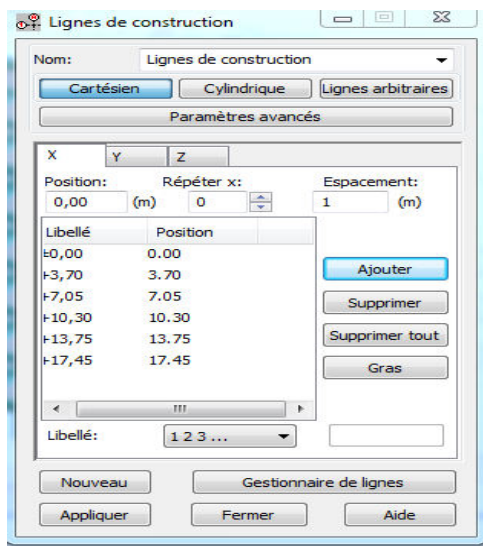 Lignes de construction
Nom: Lignes de construction
Cartésien Cylindrique Lignes arbitraires
Paramètres avancés
X Y Z
Position: Répéter x: Espacement:
0,00 (m) 0 1 (m)
Libellé Position
±0,00 0.00
+3,70 3.70 Ajouter
+7,05 7.05 Supprimer
+10,30 10.30
+13,75 13.75 Supprimer tout
+17,45 17.45 Gras
Libellé: 1 2 3 ...
Nouveau Gestionnaire de lignes
Appliquer Fermer Aide